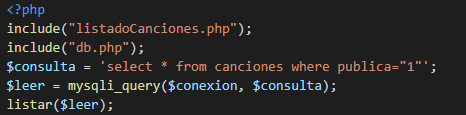 <?php
include("listadoCanciones.php");
include("db.php");
$consulta = 'select * from canciones where publica="1"';
$leer = mysqli_query($conexion, $consulta);
listar($leer);